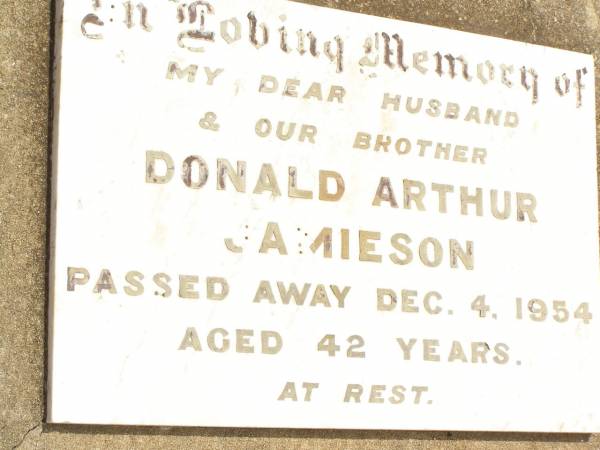 In Loving Memory of
MY DEAR HUSBAND
& OUR BROTHER
DONALD ARTHUR
JAMIESON
PASSED AWAY DEC. 4, 1954
AGED 42 YEARS.
AT REST.